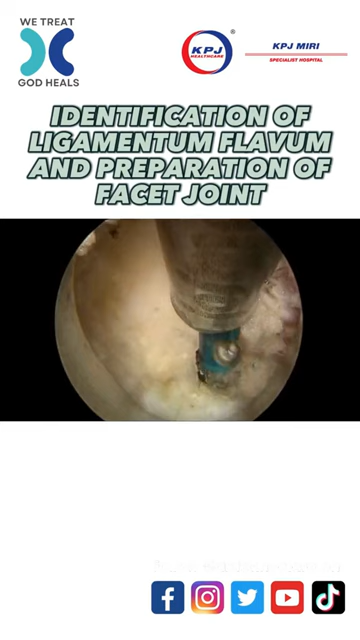 WE TREAT
GOD HEALS
KPJ
HEALTHCARE
®
KPJ MIRI
SPECIALIST HOSPITAL
IDENTIFICATION OF
LIGAMENTUM FLAVUM
AND PREPARATION OF
FACET JOINT